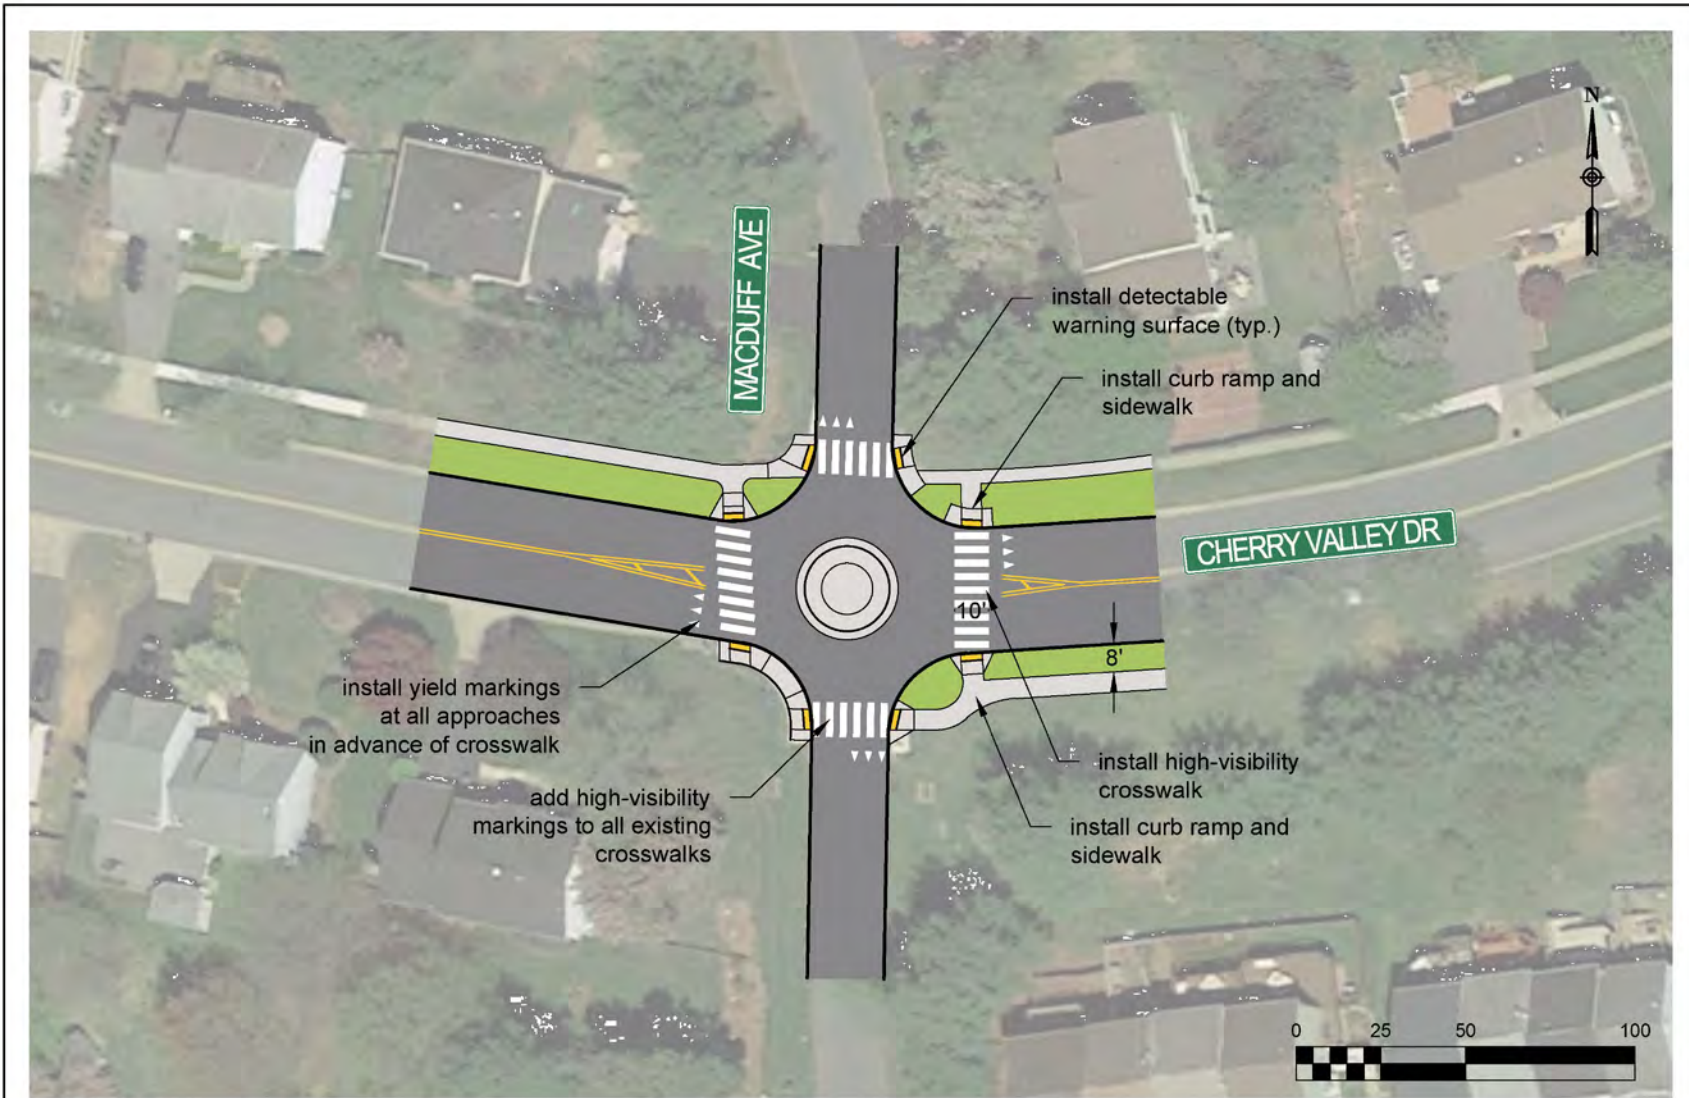 N
MACDUFF AVE
install detectable
warning surface (typ.)
install curb ramp and
sidewalk
CHERRY VALLEY DR
10'
8'
install yield markings
at all approaches
in advance of crosswalk
add high-visibility
markings to all existing
crosswalks
install high-visibility
crosswalk
install curb ramp and
sidewalk
0 25 50 100